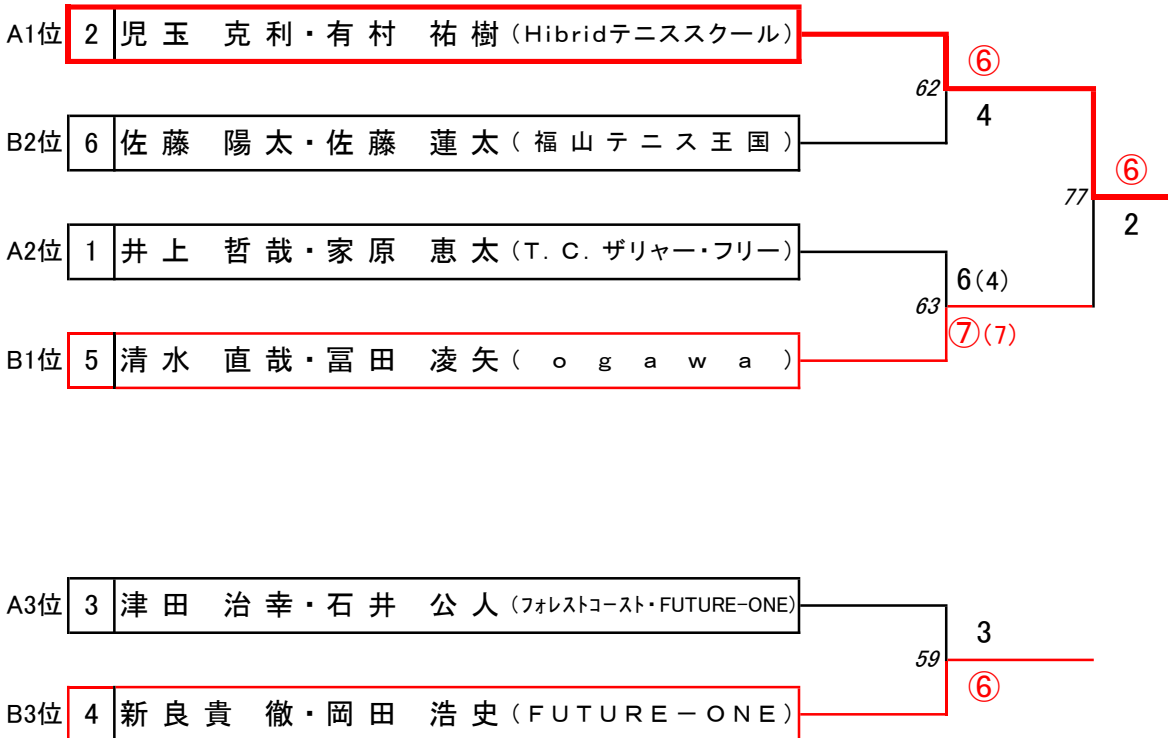 A1位 2 児玉 克利・有村 祐樹(Hibridテニススクール)
⑥
62
4
B2位 6 佐藤 陽太・佐藤 蓮太(福山テニス王国)
⑥
77
2
A2位 1 井上 哲哉・家原 恵太(T.C.ザリャー・フリー)
6(4)
63
⑦(7)
B1位 5 清水 直哉・冨田 凌矢(ogawa)
A3位 3 津田 治幸・石井 公人(フォレストコースト・FUTURE-ONE)
3
59
⑥
B3位 4 新良貴 徹・岡田 浩史(FUTURE-ONE)